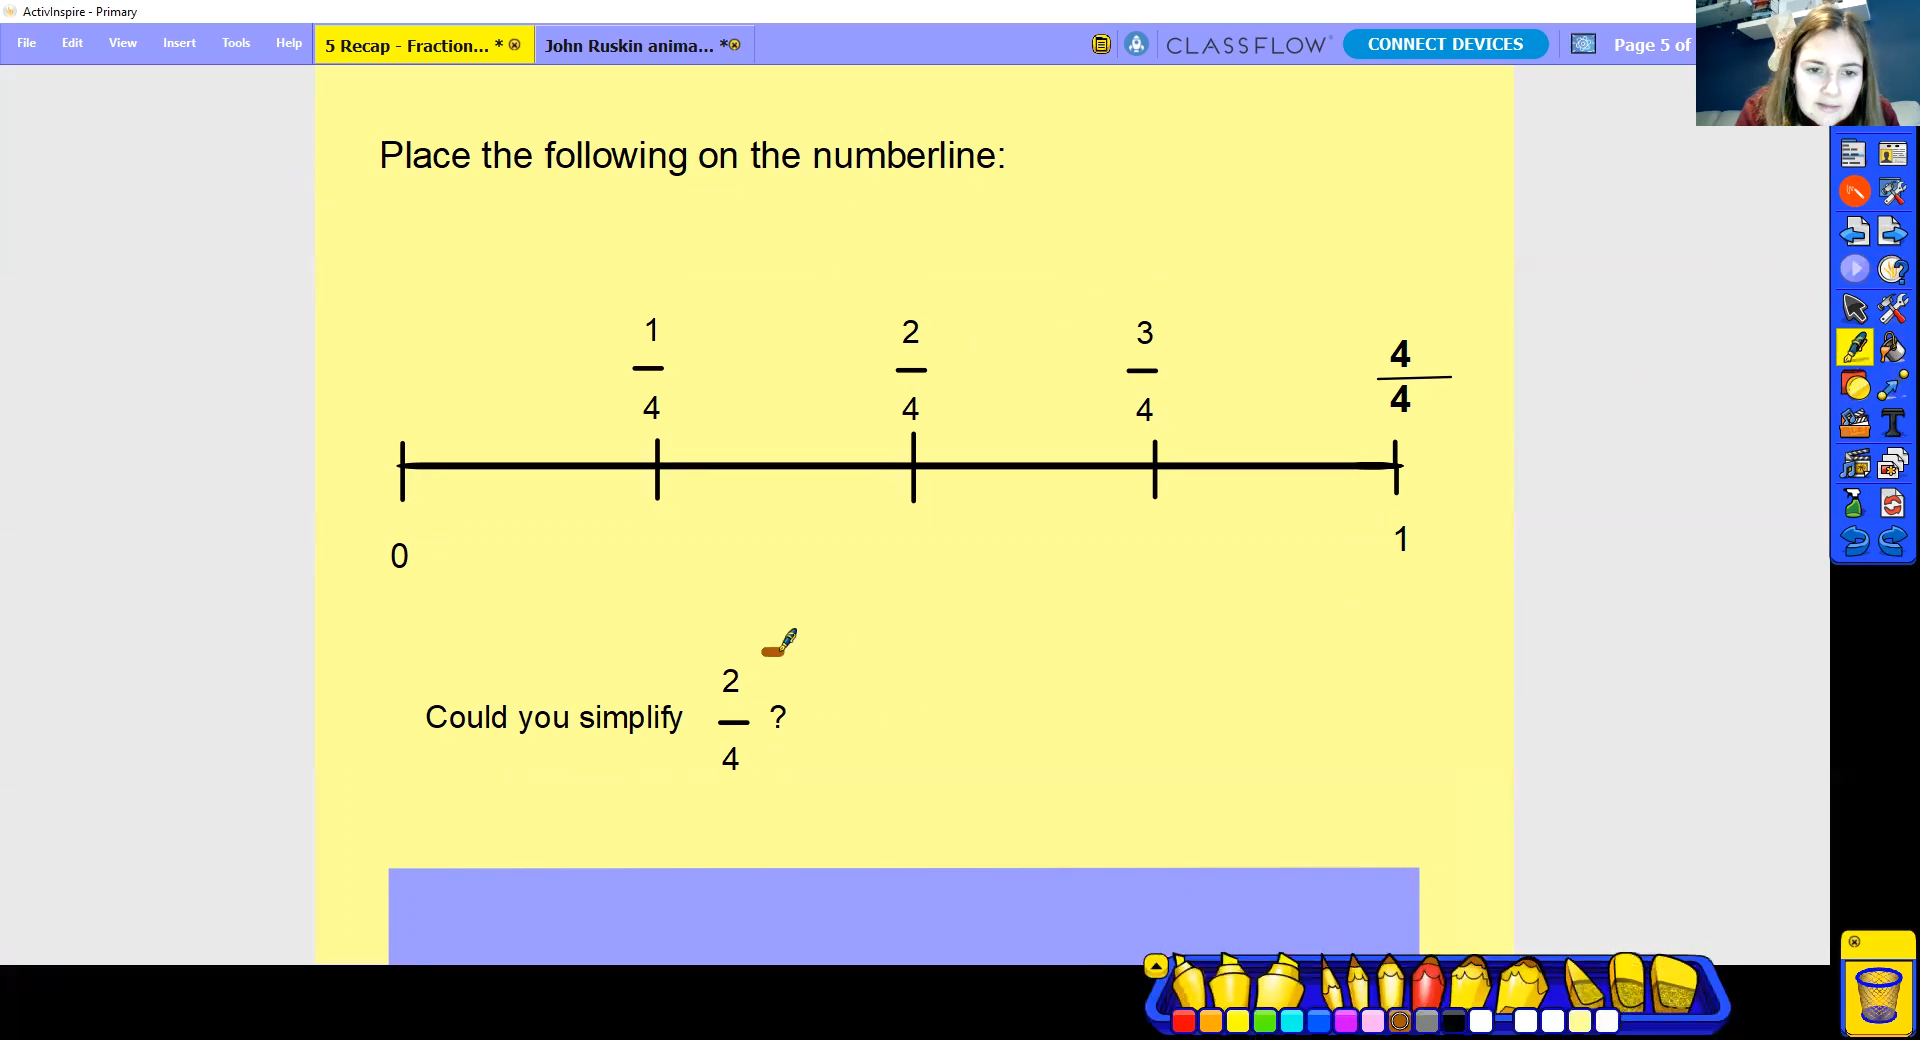 ActivInspire - Primary
File Edit View Insert Tools Help 5 Recap - Fraction... * John Ruskin anima... * CLASSFLOW CONNECT DEVICES Page 5 of
Place the following on the numberline:
1 2 3 4
4 4 4 4
0 1
2
Could you simplify ?
4